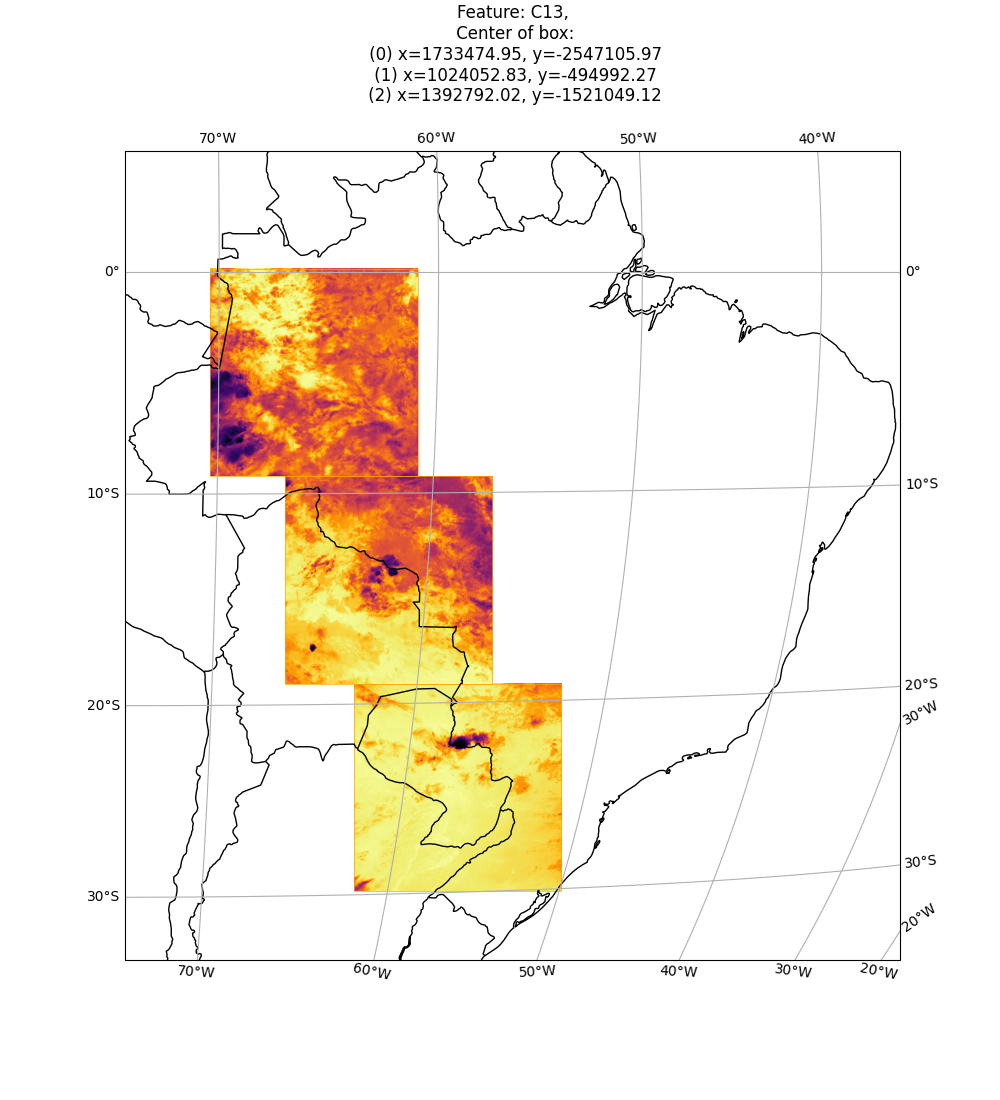 Feature: C13,
Center of box:
(0) x=1733474.95, y=-2547105.97
(1) x=1024052.83, y=-494992.27
(2) x=1392792.02, y=-1521049.12
70°W 60°W 50°W 40°W
0° 0°
10°S 10°S
20°S 20°S
30°W
30°S 30°S
20°W
70°W 60°W 50°W 40°W 30°W 20°W